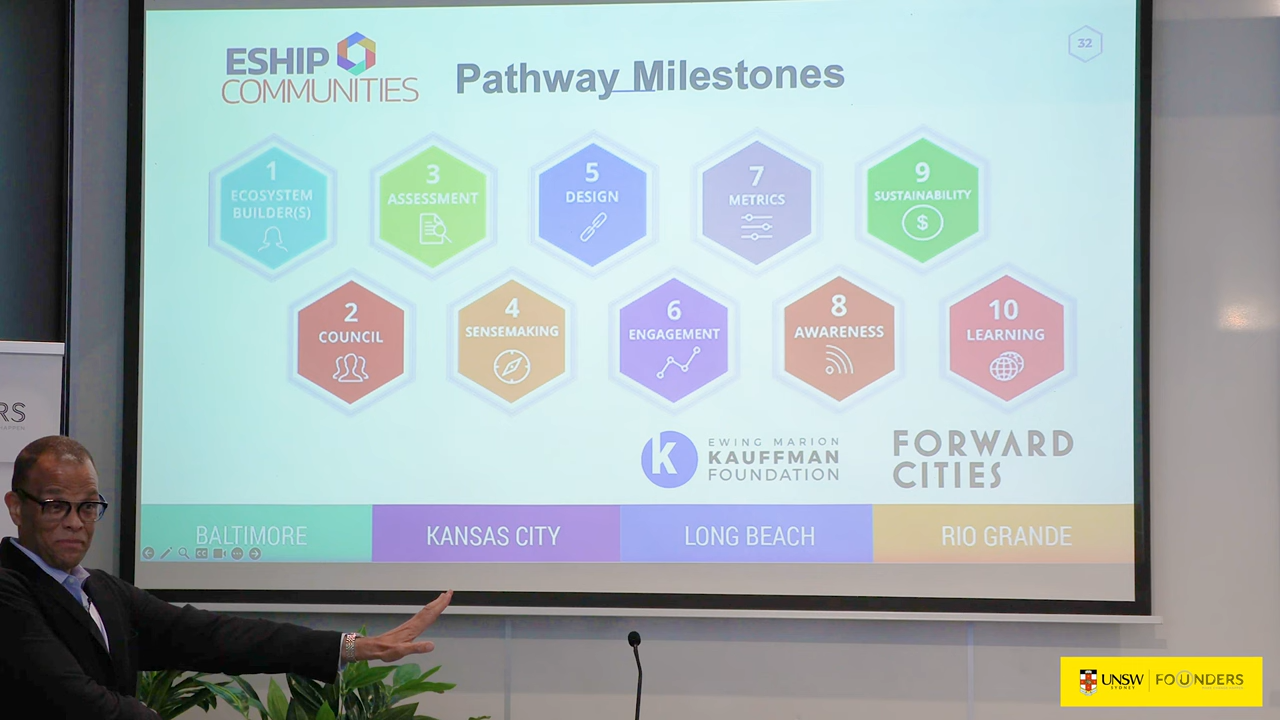 ESHIP
COMMUNITIES
Pathway Milestones
32
1
ECOSYSTEM
BUILDER(S)
3
ASSESSMENT
5
DESIGN
7
METRICS
9
SUSTAINABILITY
$
2
COUNCIL
4
SENSEMAKING
6
ENGAGEMENT
8
AWARENESS
10
LEARNING
K
EWING MARION
KAUFFMAN
FOUNDATION
FORWARD
CITIES
BALTIMORE
KANSAS CITY
LONG BEACH
RIO GRANDE
RS
UNSW
SYDNEY
FOUNDERS